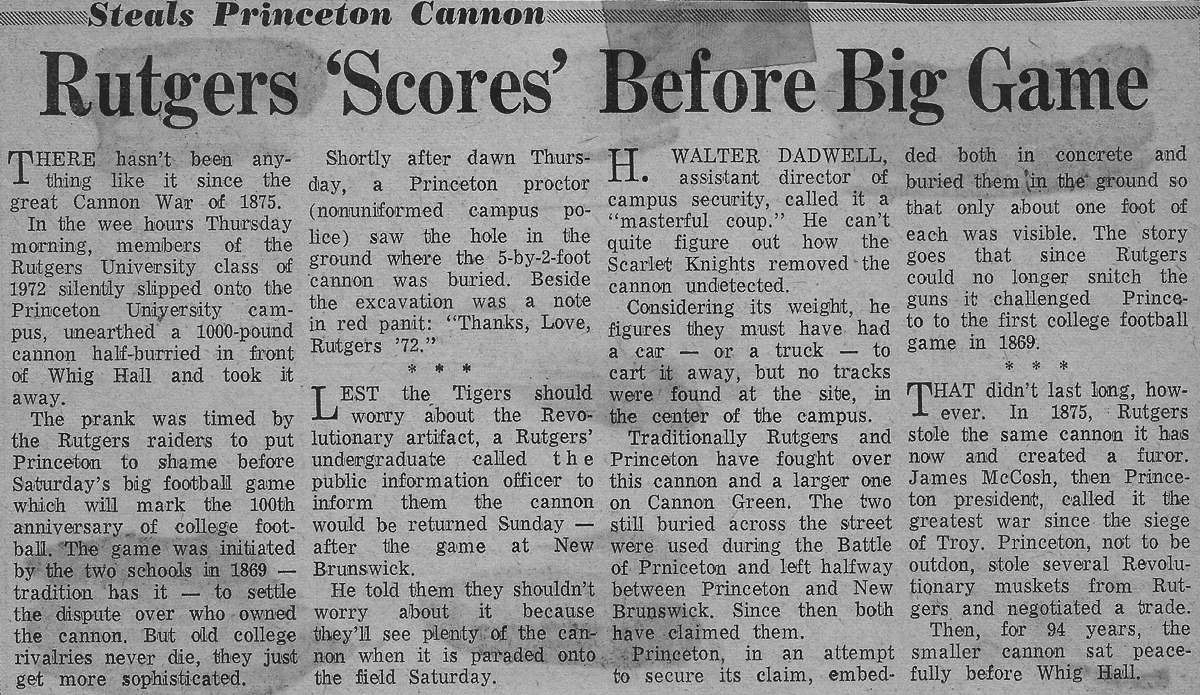 Steals Princeton Cannon
Rutgers ‘Scores’ Before Big Game
THERE hasn't been any-
thing like it since the
great Cannon War of 1875.
In the wee hours Thursday
morning, members of the
Rutgers University class of
1972 silently slipped onto the
Princeton University cam-
pus, unearthed a 1000-pound
cannon half-burried in front
of Whig Hall and took it
away.
The prank was timed by
the Rutgers raiders to put
Princeton to shame before
Saturday's big football game
which will mark the 100th
anniversary of college foot-
ball. The game was initiated
by the two schools in 1869 —
tradition has it — to settle
the dispute over who owned
the cannon. But old college
rivalries never die, they just
get more sophisticated.
Shortly after dawn Thurs-
day, a Princeton proctor
(nonuniformed campus po-
lice) saw the hole in the
ground where the 5-by-2-foot
cannon was buried. Beside
the excavation was a note
in red panit: “Thanks, Love,
Rutgers ’72.”
* * *
LEST the Tigers should
worry about the Revo-
lutionary artifact, a Rutgers’
undergraduate called the
public information officer to
inform them the cannon
would be returned Sunday —
after the game at New
Brunswick.
He told them they shouldn't
worry about it because
they'll see plenty of the can-
non when it is paraded onto
the field Saturday.
H. WALTER DADWELL,
assistant director of
campus security, called it a
“masterful coup.” He can't
quite figure out how the
Scarlet Knights removed the
cannon undetected.
Considering its weight, he
figures they must have had
a car — or a truck — to
cart it away, but no tracks
were found at the site, in
the center of the campus.
Traditionally Rutgers and
Princeton have fought over
this cannon and a larger one
on Cannon Green. The two
still buried across the street
were used during the Battle
of Prniceton and left halfway
between Princeton and New
Brunswick. Since then both
have claimed them.
Princeton, in an attempt
to secure its claim, embed-
ded both in concrete and
buried them in the ground so
that only about one foot of
each was visible. The story
goes that since Rutgers
could no longer snitch the
guns it challenged Prince-
to to the first college football
game in 1869.
* * *
THAT didn't last long, how-
ever. In 1875, Rutgers
stole the same cannon it has
now and created a furor.
James McCosh, then Prince-
ton president, called it the
greatest war since the siege
of Troy. Princeton, not to be
outdon, stole several Revolu-
tionary muskets from Rut-
gers and negotiated a trade.
Then, for 94 years, the
smaller cannon sat peace-
fully before Whig Hall.